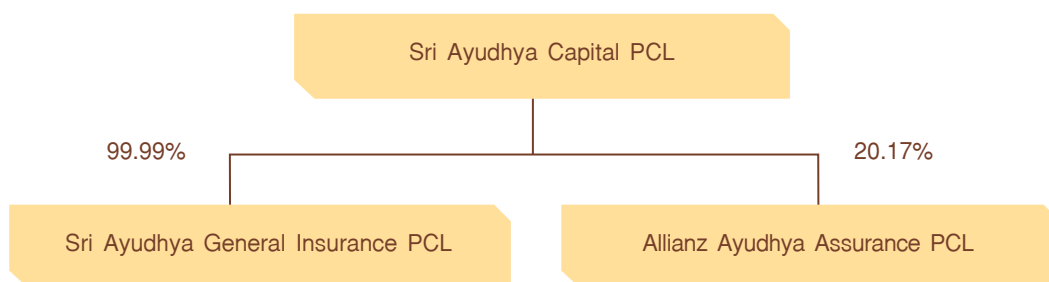 Sri Ayudhya Capital PCL
99.99%
20.17%
Sri Ayudhya General Insurance PCL
Allianz Ayudhya Assurance PCL